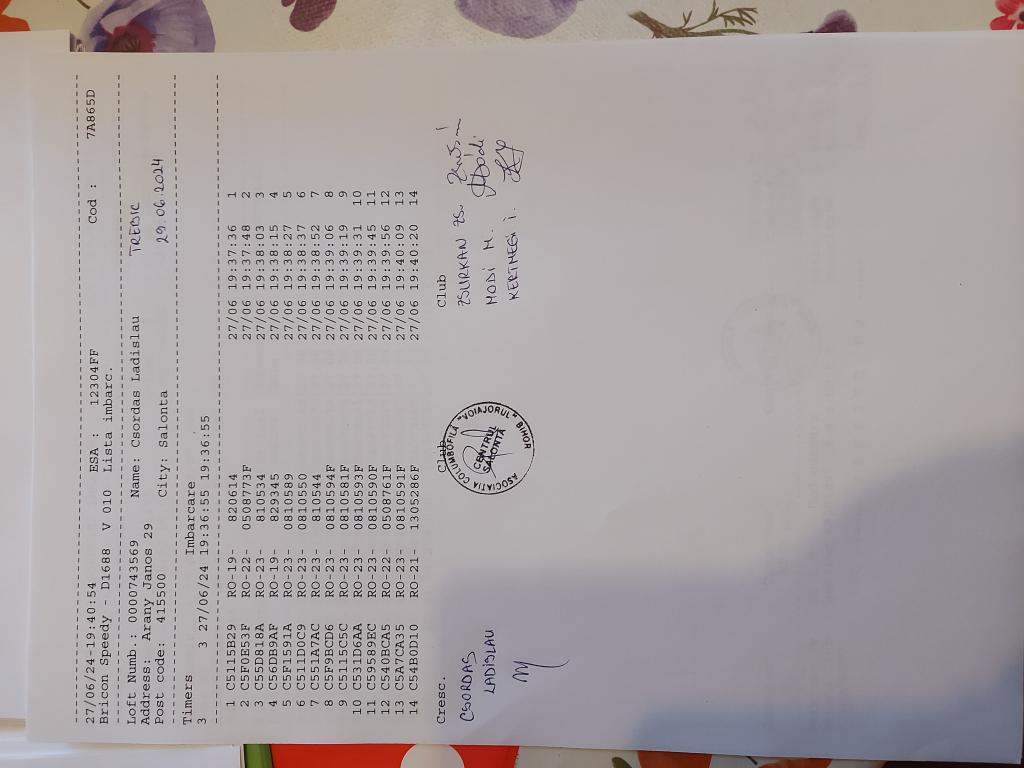 27/06/24-19:40:54 ESA : 12304FF Cod : 7A865D
Bricon Speedy - D1688 V 010 Lista imbarc.
Loft Numb.: 0000743569 Name: Csordas Ladislau TREBIC
Address: Arany Janos 29
Post code: 415500 City: Salonta 29.06.2024
Timers Imbarcare
3 3 27/06/24 19:36:55 19:36:55
1 C5115B29 RO-19- 820614 27/06 19:37:36 1
2 C5F0E53F RO-22- 0508773F 27/06 19:37:48 2
3 C55D818A RO-23- 810534 27/06 19:38:03 3
4 C56DB9AF RO-19- 829345 27/06 19:38:15 4
5 C5F1591A RO-23- 0810589 27/06 19:38:27 5
6 C511D0C9 RO-23- 0810550 27/06 19:38:37 6
7 C551A7AC RO-23- 810544 27/06 19:38:52 7
8 C5F9BCD6 RO-23- 0810594F 27/06 19:39:06 8
9 C5115C5C RO-23- 0810581F 27/06 19:39:19 9
10 C531D6AA RO-23- 0810593F 27/06 19:39:31 10
11 C59589EC RO-23- 0810590F 27/06 19:39:45 11
12 C540BCA5 RO-22- 0508761F 27/06 19:39:56 12
13 C5A7CA35 RO-23- 0810591F 27/06 19:40:09 13
14 C54B0D10 RO-21- 1305286F 27/06 19:40:20 14
Cresc. Club Club
CSORDAS
LADISLAU
ASOCIAȚIA COLUMBOFILĂ "VOIAJORUL" BIHOR
CENTRUL
SALONTA
ZSURKAN ZS.
MODI M. Módi
KERTMEGI I.